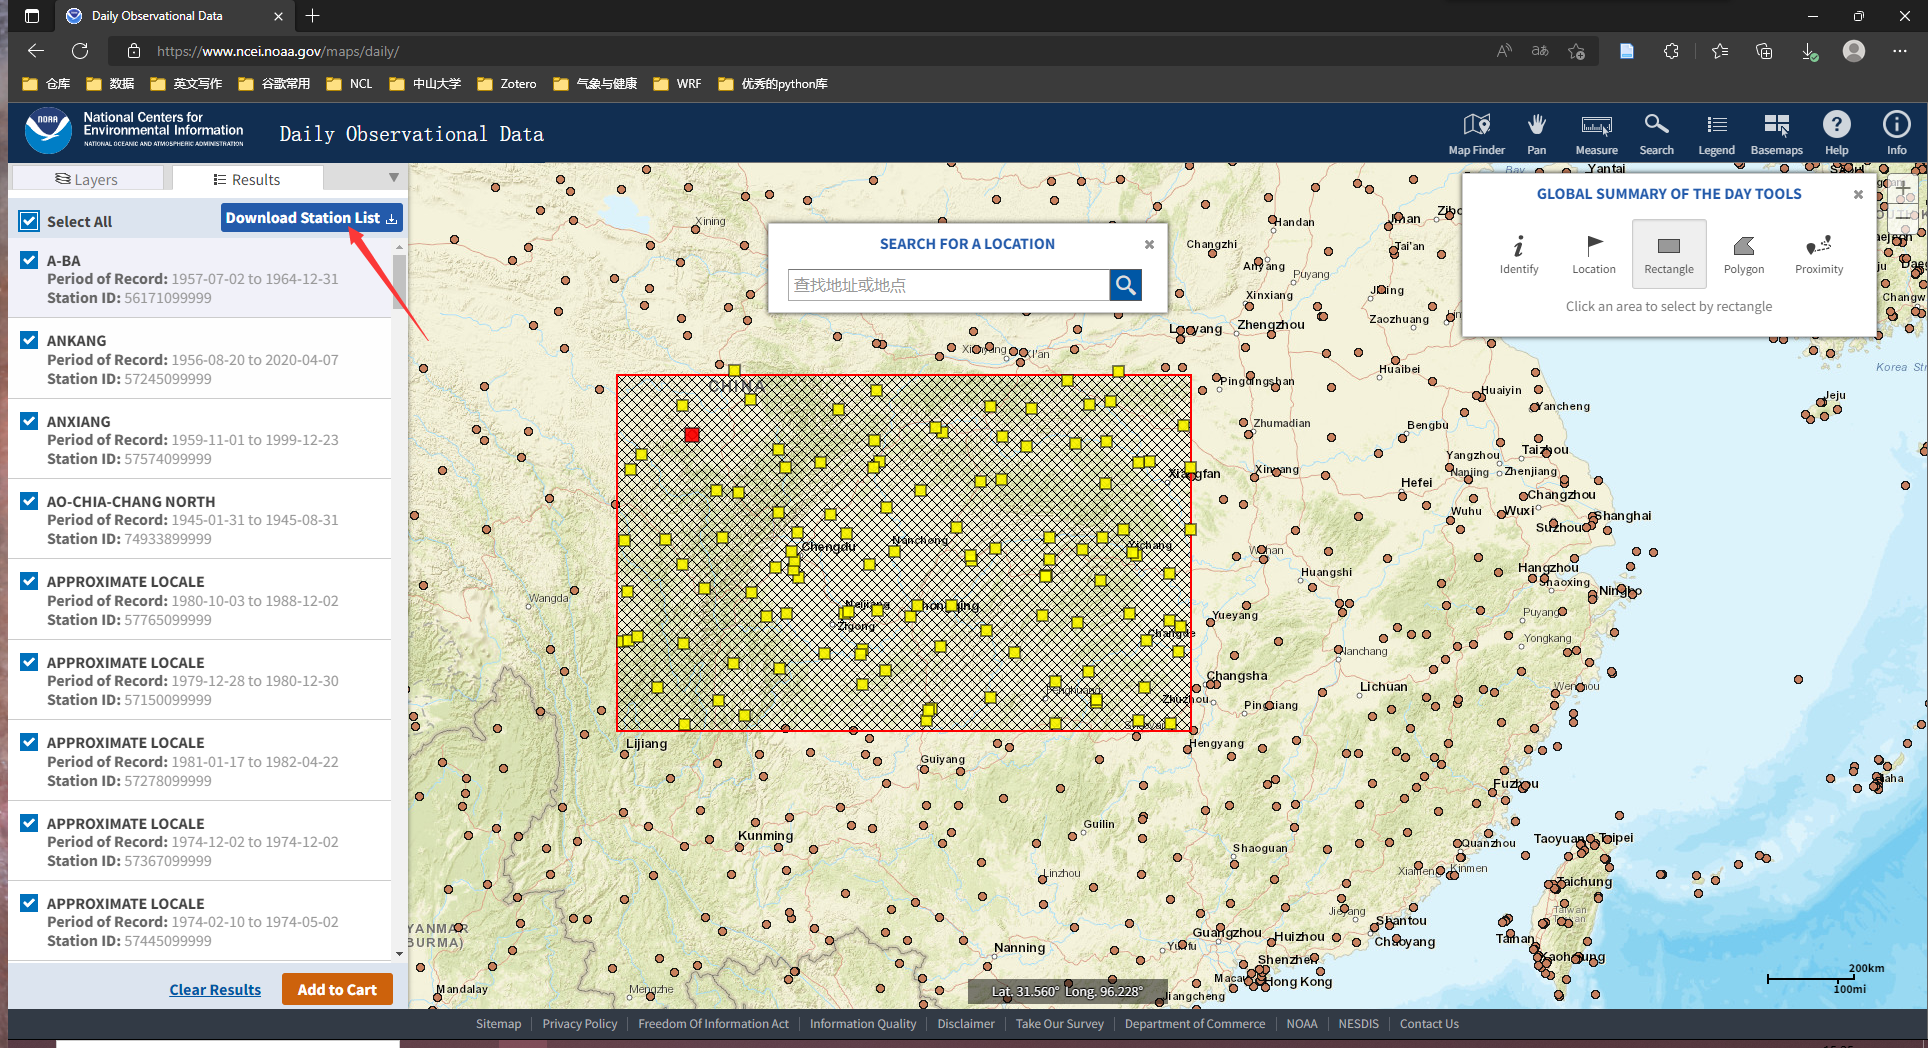 Daily Observational Data
https://www.ncei.noaa.gov/maps/daily/
仓库
数据
英文写作
谷歌常用
NCL
中山大学
Zotero
气象与健康
WRF
优秀的python库
NOAA
National Centers for
Environmental Information
NATIONAL OCEANIC AND ATMOSPHERIC ADMINISTRATION
Daily Observational Data
Map Finder
Pan
Measure
Search
Legend
Basemaps
Help
Info
Layers
Results
Select All
Download Station List
A-BA
Period of Record: 1957-07-02 to 1964-12-31
Station ID: 56171099999
ANKANG
Period of Record: 1956-08-20 to 2020-04-07
Station ID: 57245099999
ANXIANG
Period of Record: 1959-11-01 to 1999-12-23
Station ID: 57574099999
AO-CHIA-CHANG NORTH
Period of Record: 1945-01-31 to 1945-08-31
Station ID: 74933899999
APPROXIMATE LOCALE
Period of Record: 1980-10-03 to 1988-12-02
Station ID: 57765099999
APPROXIMATE LOCALE
Period of Record: 1979-12-28 to 1980-12-30
Station ID: 57150099999
APPROXIMATE LOCALE
Period of Record: 1981-01-17 to 1982-04-22
Station ID: 57278099999
APPROXIMATE LOCALE
Period of Record: 1974-12-02 to 1974-12-02
Station ID: 57367099999
APPROXIMATE LOCALE
Period of Record: 1974-02-10 to 1974-05-02
Station ID: 57445099999
Clear Results
Add to Cart
SEARCH FOR A LOCATION
查找地址或地点
GLOBAL SUMMARY OF THE DAY TOOLS
Identify
Location
Rectangle
Polygon
Proximity
Click an area to select by rectangle
Bay
Yantai
Xining
Handan
Jinan
Zibo
Changzhi
Tai'an
Anyang
Puyang
Jining
Xinxiang
Zaozhuang
Luoyang
Zhengzhou
Xianyang
Xi'an
Changw
Huaibei
Korea Str
CHINA
Pingdingshan
Huaiyin
Jeju
Yancheng
Zhumadian
Bengbu
Taizhou
Yangzhou
Xiangfan
Xinyang
Nanjing
Zhenjiang
Hefei
Changzhou
Wuhu
Wuxi
Shanghai
Suzhou
Nanchong
Chengdu
Yichang
Wuhan
Hangzhou
Huangshi
Shaoxing
Ningbo
Wangda
Neijiang
Chongqing
Yueyang
Puyang
Zigong
Changde
Yongkang
Nanchang
Changsha
Lichuan
Wenzhou
Fenghuang
Zhuzhou
Pingxiang
Shaoyang
Lijiang
Hengyang
Guiyang
Fuzhou
Naha
Guilin
Kunming
Taoyuan
Taipei
Shaoguan
Quanzhou
Linzhou
Xiamen
Kinmen
Taichung
Jieyang
Taiwan
Shantou
YANMAR
BURMA)
Guangzhou
Huizhou
Chaoyang
Tainan
Nanning
Yunfu
Kaohsiung
Shenzhen
Macau
Hong Kong
Mandalay
Mengzhe
Jiangcheng
200km
100mi
Lat. 31.560° Long. 96.228°
Sitemap
Privacy Policy
Freedom Of Information Act
Information Quality
Disclaimer
Take Our Survey
Department of Commerce
NOAA
NESDIS
Contact Us